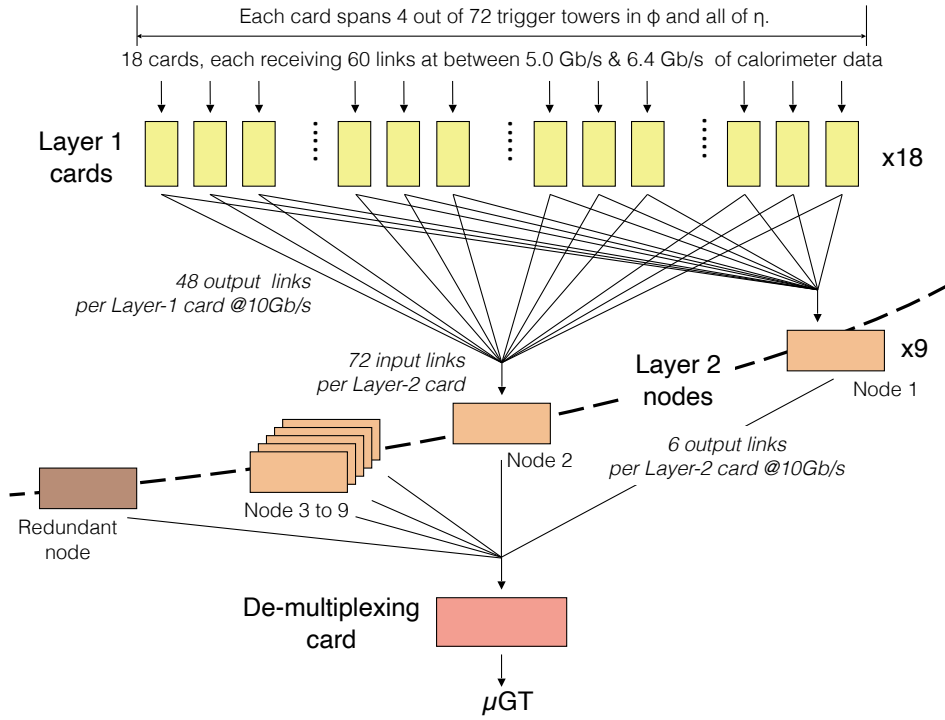 Each card spans 4 out of 72 trigger towers in ϕ and all of η.
18 cards, each receiving 60 links at between 5.0 Gb/s & 6.4 Gb/s of calorimeter data
Layer 1
cards
x18
48 output links
per Layer-1 card @10Gb/s
72 input links
per Layer-2 card
Layer 2
nodes
x9
Node 1
6 output links
per Layer-2 card @10Gb/s
Node 2
Node 3 to 9
Redundant
node
De-multiplexing
card
μGT